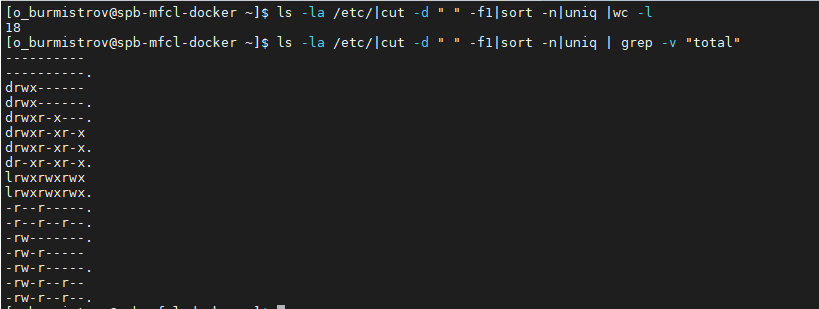 [o_burmistrov@spb-mfcl-docker ~]$ ls -la /etc/|cut -d " " -f1|sort -n|uniq |wc -l
18
[o_burmistrov@spb-mfcl-docker ~]$ ls -la /etc/|cut -d " " -f1|sort -n|uniq | grep -v "total"
----------
----------.
drwx------
drwx------.
drwxr-x---.
drwxr-xr-x
drwxr-xr-x.
dr-xr-xr-x.
lrwxrwxrwx
lrwxrwxrwx.
-r--r-----.
-r--r--r--.
-rw-------.
-rw-r-----
-rw-r-----.
-rw-r--r--
-rw-r--r--.